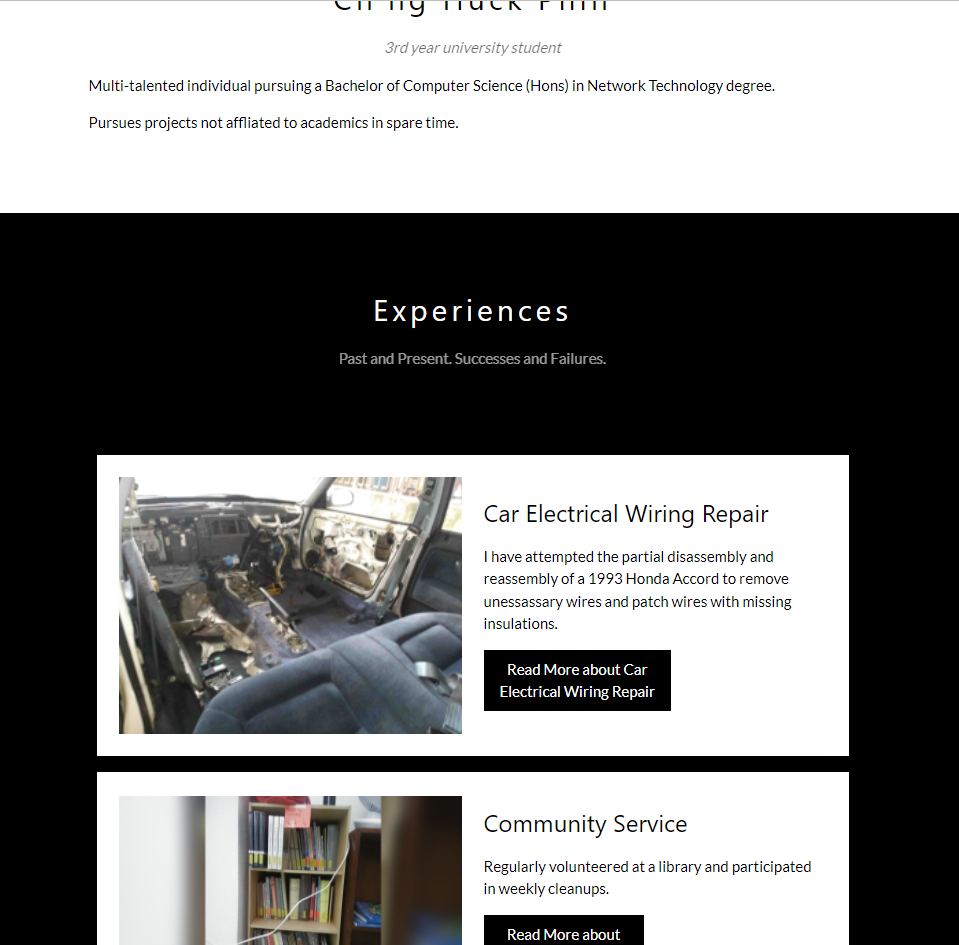 3rd year university student
Multi-talented individual pursuing a Bachelor of Computer Science (Hons) in Network Technology degree.
Pursues projects not affliated to academics in spare time.
Experiences
Past and Present. Successes and Failures.
Car Electrical Wiring Repair
I have attempted the partial disassembly and
reassembly of a 1993 Honda Accord to remove
unessassary wires and patch wires with missing
insulations.
Read More about Car
Electrical Wiring Repair
Community Service
Regularly volunteered at a library and participated
in weekly cleanups.
Read More about